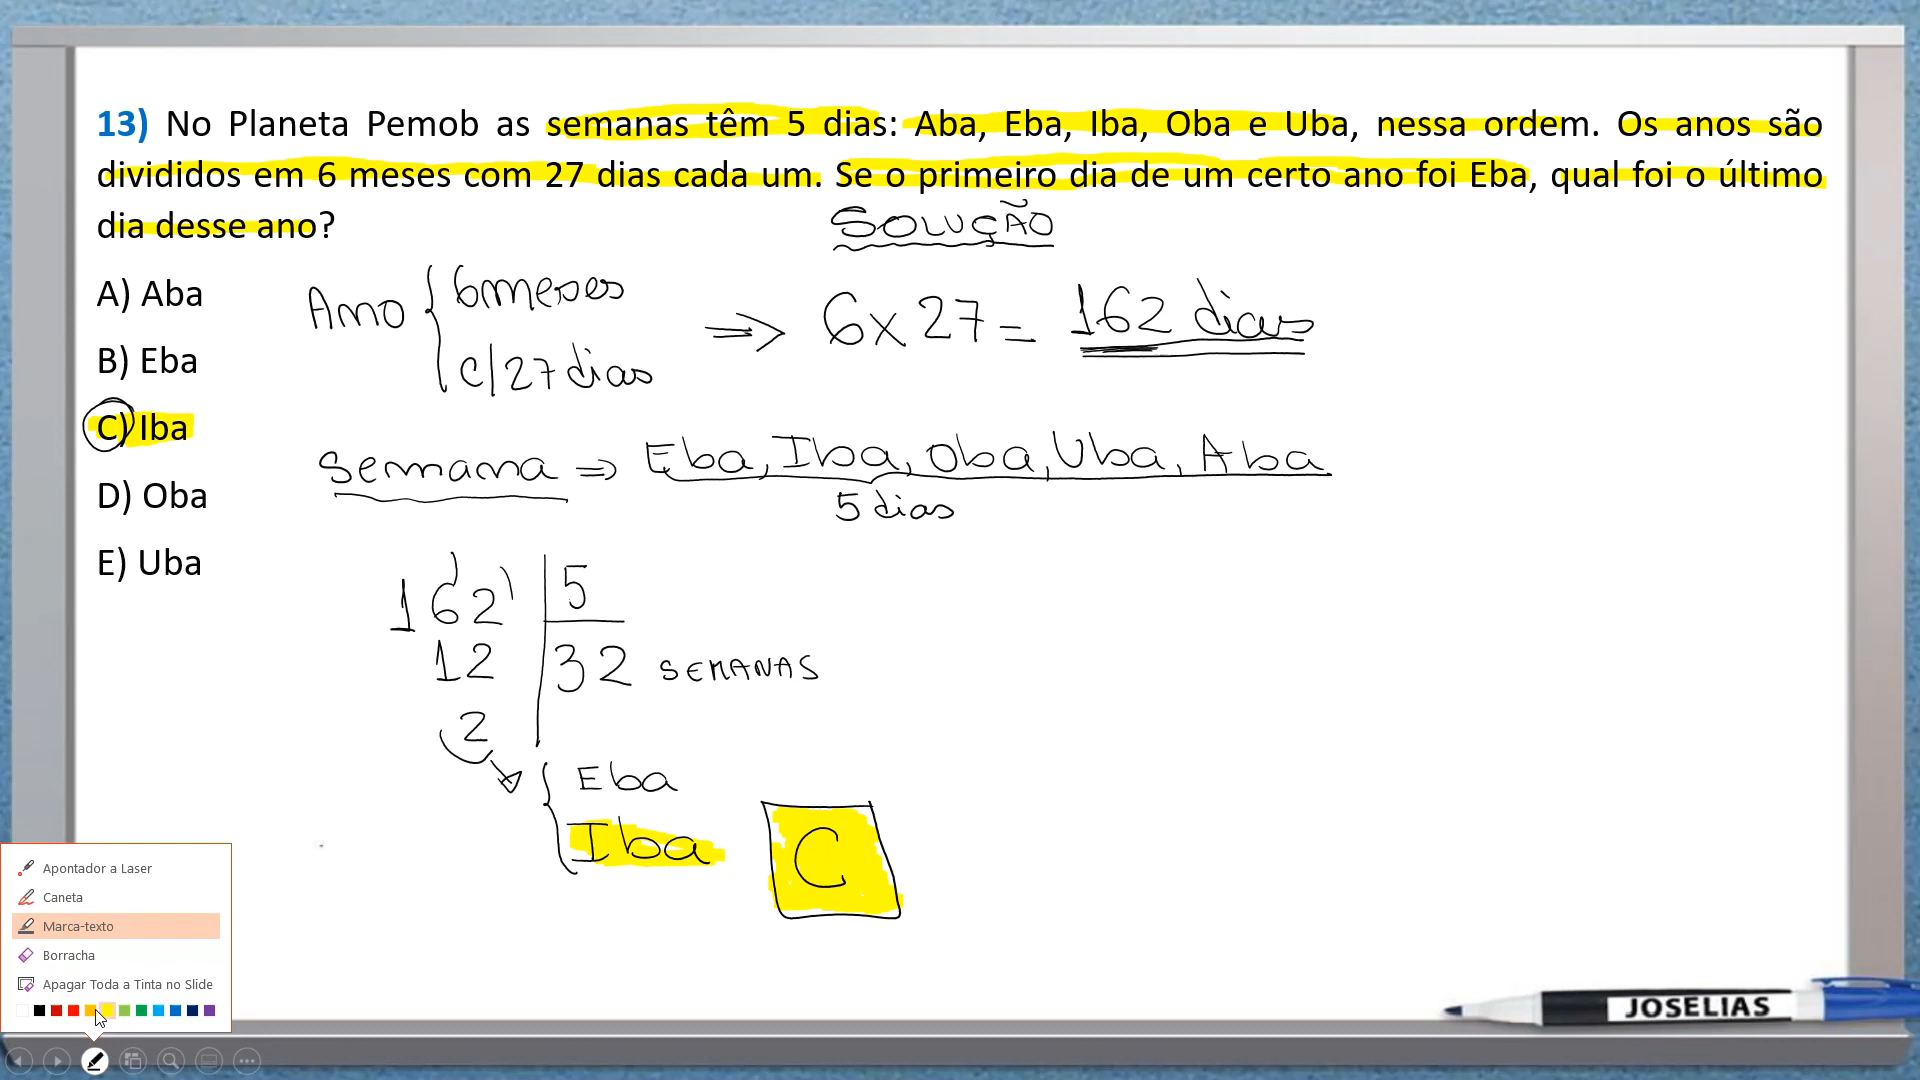 13) No Planeta Pemob as semanas têm 5 dias: Aba, Eba, Iba, Oba e Uba, nessa ordem. Os anos são
divididos em 6 meses com 27 dias cada um. Se o primeiro dia de um certo ano foi Eba, qual foi o último
dia desse ano?
SOLUÇÃO
A) Aba
B) Eba
C) Iba
D) Oba
E) Uba
Ano { 6 meses
c/27 dias
⇒ 6x27 = 162 dias
Semana ⇒ Eba, Iba, Oba, Uba, Aba
5 dias
162 | 5
12 | 32 SEMANAS
2
Eba
Iba
C
Apontador a Laser
Caneta
Marca-texto
Borracha
Apagar Toda a Tinta no Slide
JOSELIAS